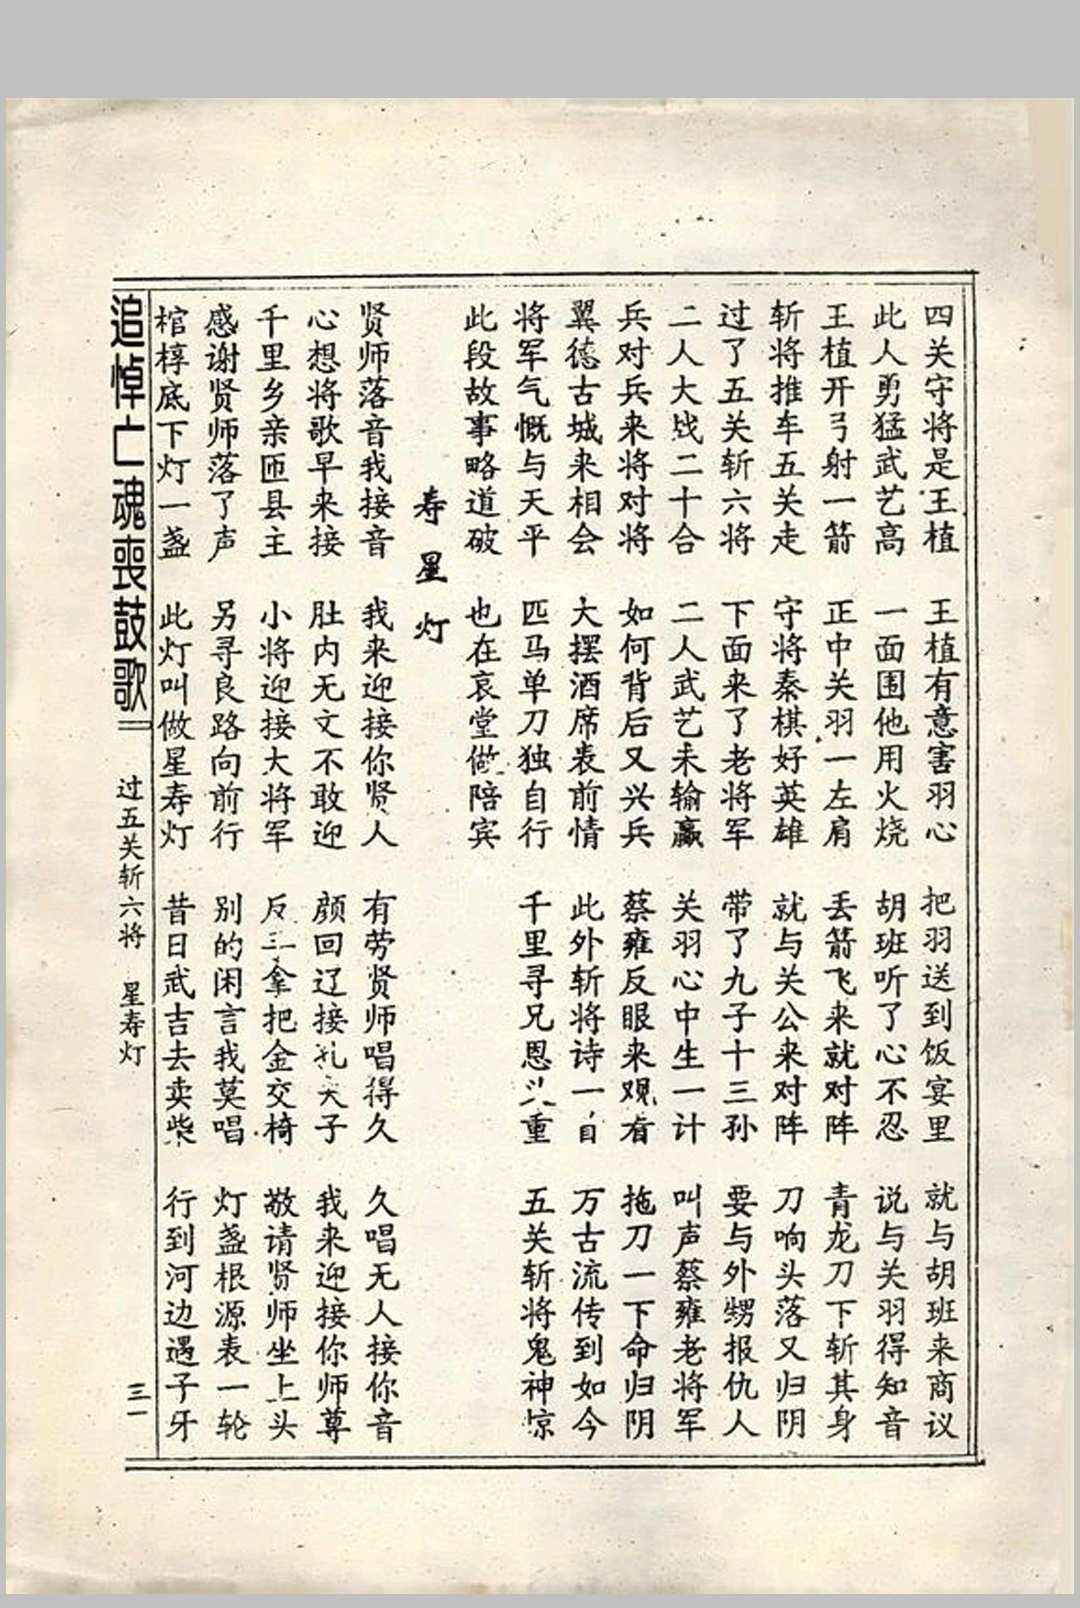 四关守将是王植 王植有意害羽心 把羽送到饭宴里 就与胡班来商议
此人勇猛武艺高 一面围他用火烧 胡班听了心不忍 说与关羽得知音
王植开弓射一箭 正中关羽一左肩 丢箭飞来就对阵 青龙刀下斩其身
斩将推车五关走 守将秦棋好英雄 就与关公来对阵 刀响头落又归阴
过了五关斩六将 下面来了老将军 带了九子十三孙 要与外甥报仇人
二人大战二十合 二人武艺未输赢 关羽心中生一计 叫声蔡雍老将军
兵对兵来将对将 如何背后又兴兵 蔡雍反眼来观看 拖刀一下命归阴
翼德古城来相会 大摆酒席表前情 此外斩将诗一首 万古流传到如今
将军气慨与天平 匹马单刀独自行 千里寻兄恩义重 五关斩将鬼神惊
此段故事略道破 也在哀堂做陪宾
寿星灯
贤师落音我接音 我来迎接你贤人 有劳贤师唱得久 久唱无人接你音
心想将歌早来接 肚内无文不敢迎 颜回辽接孔夫子 我来迎接你师尊
千里乡亲匝县主 小将迎接大将军 反手拿把金交椅 敬请贤师坐上头
感谢贤师落了声 另寻良路向前行 别的闲言我莫唱 灯盏根源表一轮
棺椁底下灯一盏 此灯叫做星寿灯 昔日武吉去卖柴 行到河边遇子牙
追悼亡魂丧鼓歌
过五关斩六将 星寿灯
三一